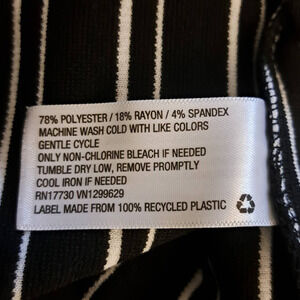 78% POLYESTER / 18% RAYON / 4% SPANDEX
MACHINE WASH COLD WITH LIKE COLORS
GENTLE CYCLE
ONLY NON-CHLORINE BLEACH IF NEEDED
TUMBLE DRY LOW, REMOVE PROMPTLY
COOL IRON IF NEEDED
RN17730 VN1299629
LABEL MADE FROM 100% RECYCLED PLASTIC